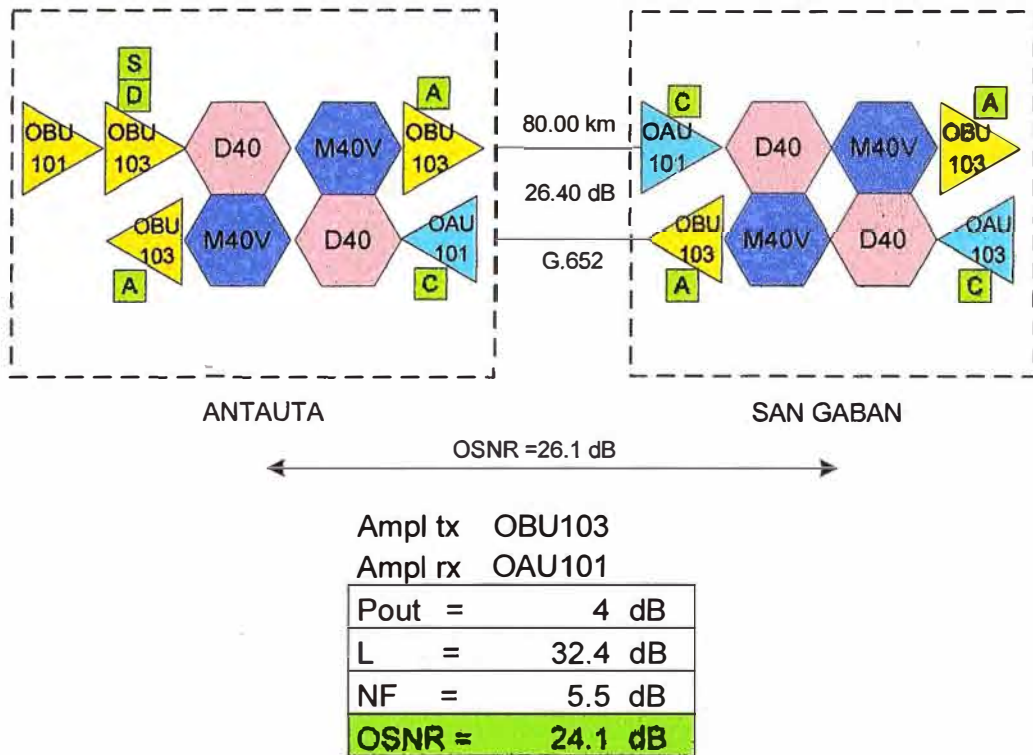 S
D
A
OBU 101
OBU 103
D40
M40V
OBU 103
80.00 km
C
OAU 101
D40
M40V
A
OBU 103
26.40 dB
OBU 103
M40V
D40
OAU 101
G.652
OBU 103
M40V
D40
OAU 103
A
C
A
C
ANTAUTA
SAN GABAN
OSNR =26.1 dB
Ampl tx OBU103
Ampl rx OAU101
Pout = 4 dB
L = 32.4 dB
NF = 5.5 dB
OSNR = 24.1 dB